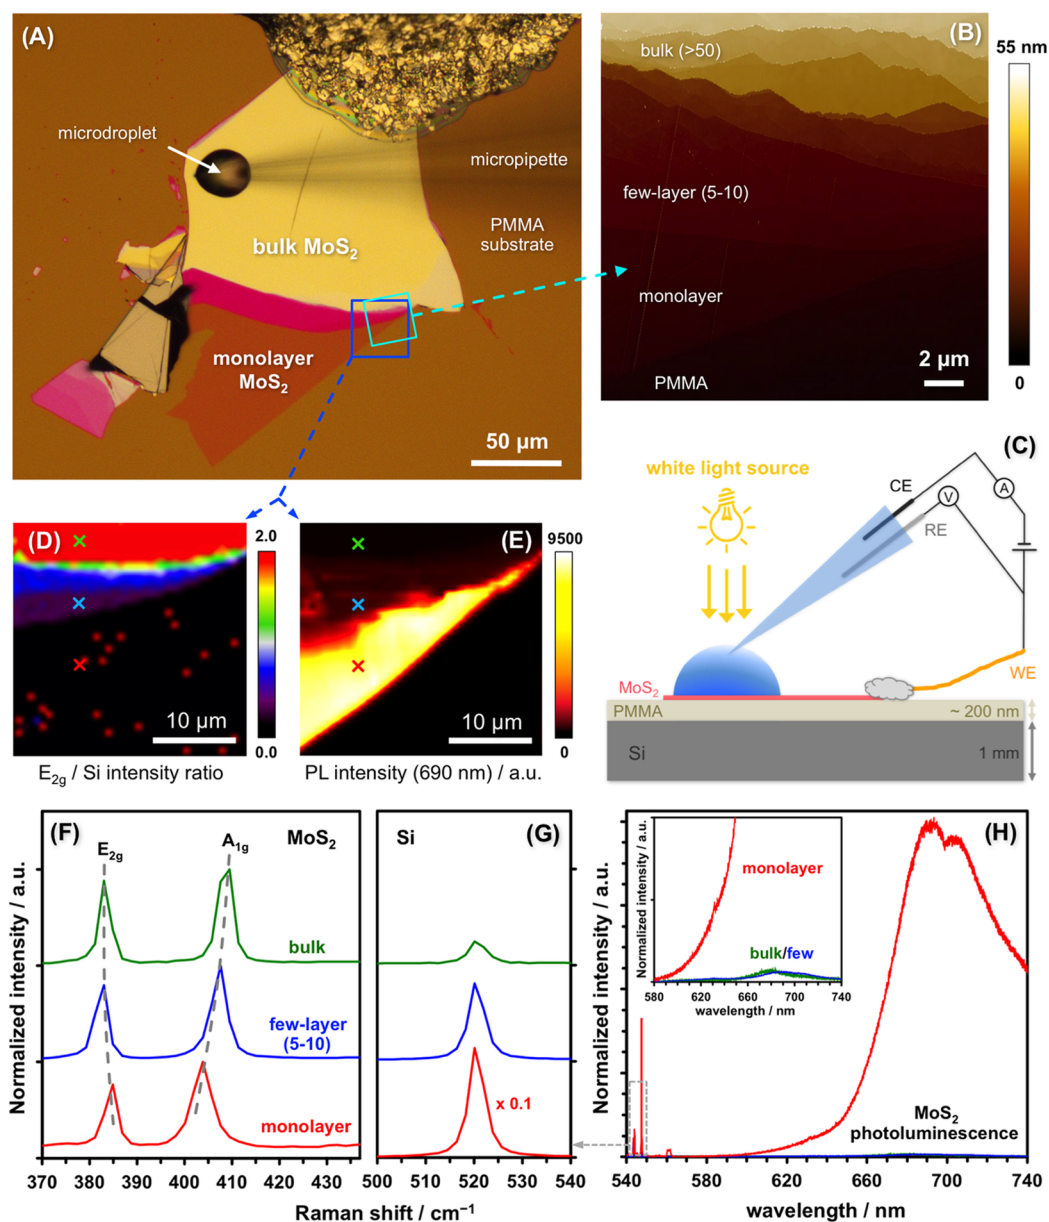 (A)
microdroplet
micropipette
PMMA
substrate
bulk MoS₂
monolayer
MoS₂
50 µm
(B)
bulk (>50)
few-layer (5-10)
monolayer
PMMA
2 µm
55 nm
0
(C)
white light source
CE
RE
V
A
WE
MoS₂
PMMA
~ 200 nm
Si
1 mm
(D)
10 µm
2.0
0.0
E₂g / Si intensity ratio
(E)
10 µm
9500
0
PL intensity (690 nm) / a.u.
(F)
E₂g
A₁g
MoS₂
bulk
few-layer
(5-10)
monolayer
Normalized intensity / a.u.
370 380 390 400 410 420 430
(G)
Si
x 0.1
500 510 520 530 540
Raman shift / cm⁻¹
(H)
Normalized intensity / a.u.
monolayer
bulk/few
Normalized intensity / a.u.
580 620 660 700 740
wavelength / nm
MoS₂
photoluminescence
540 580 620 660 700 740
wavelength / nm